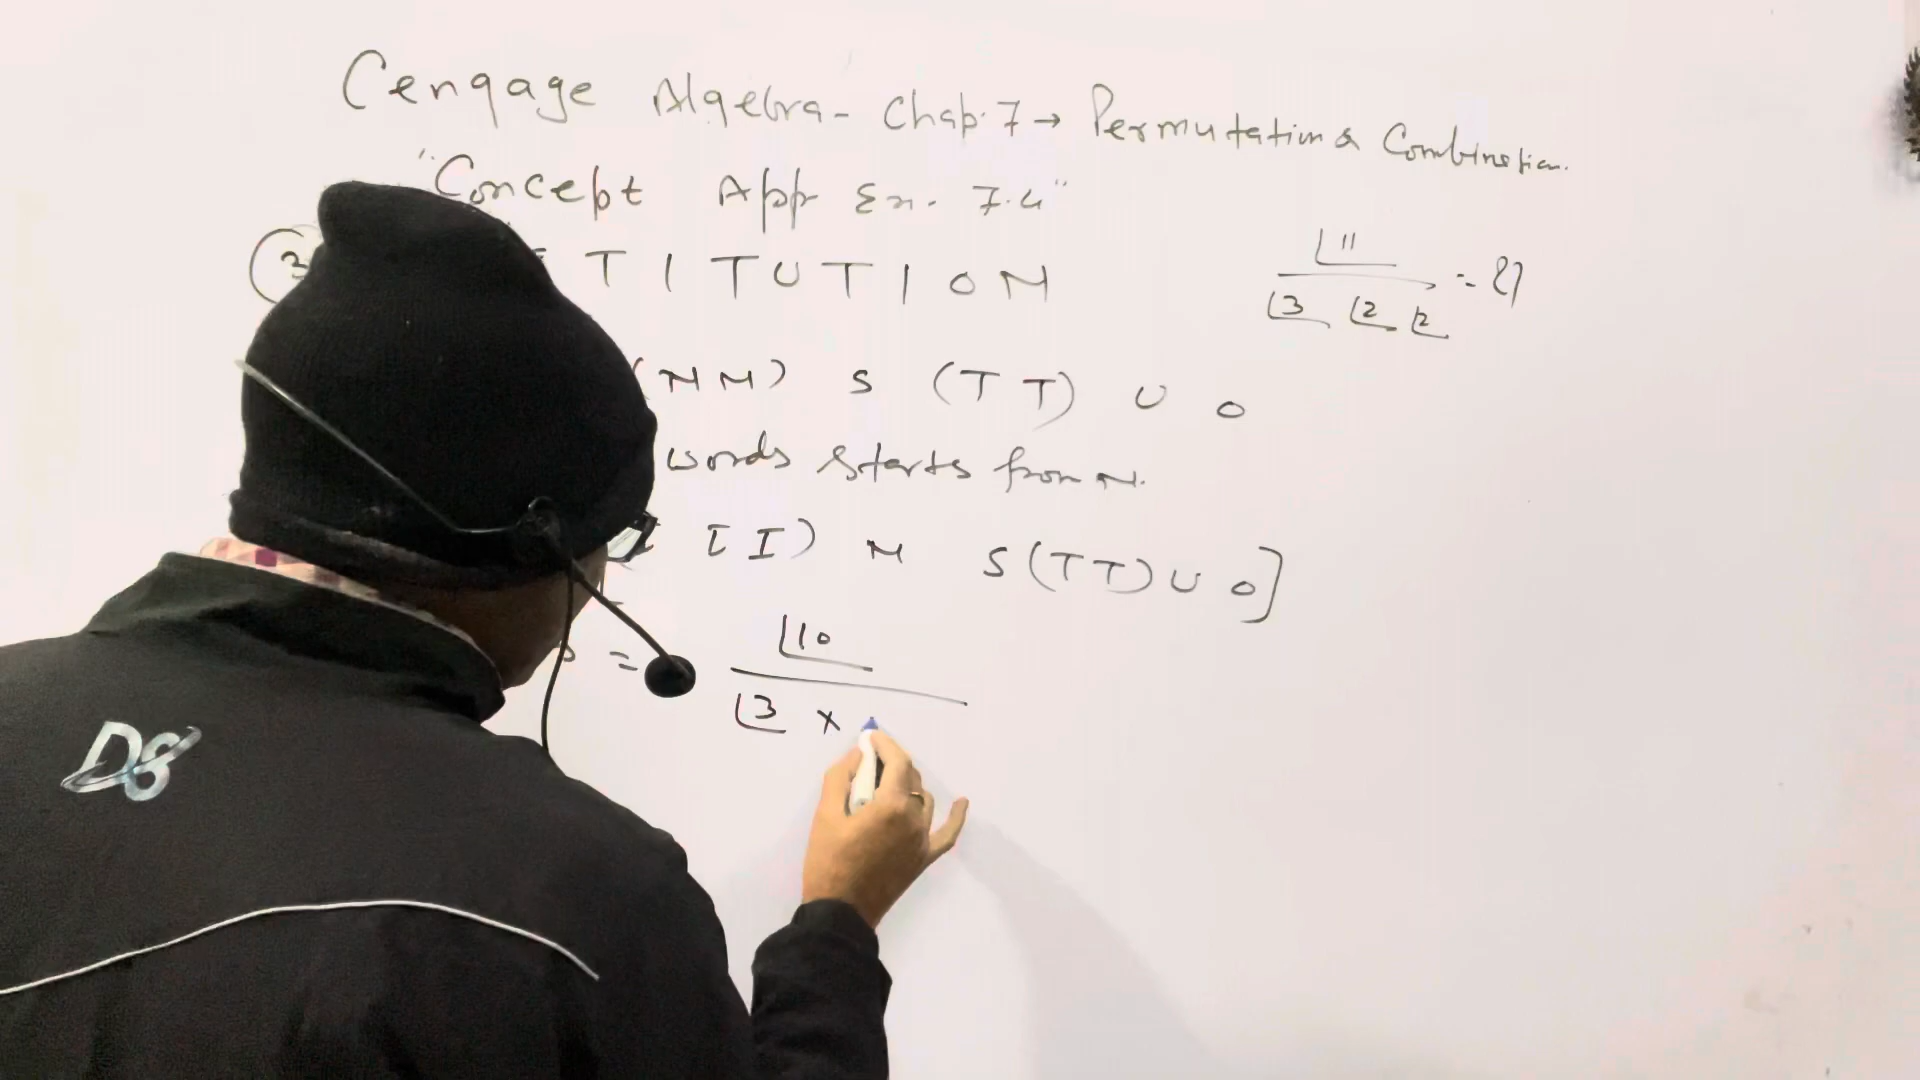 Cengage Algebra - Chap. 7 → Permutation & Combination.
"Concept App Ex. 7.4"
T I T U T I O N
(N N) S (T T) U O
words starts from N.
I I) N S (T T) U O]
= ⌊10
⌊3 ×
⌊11
⌊3 ⌊2 ⌊2
D8